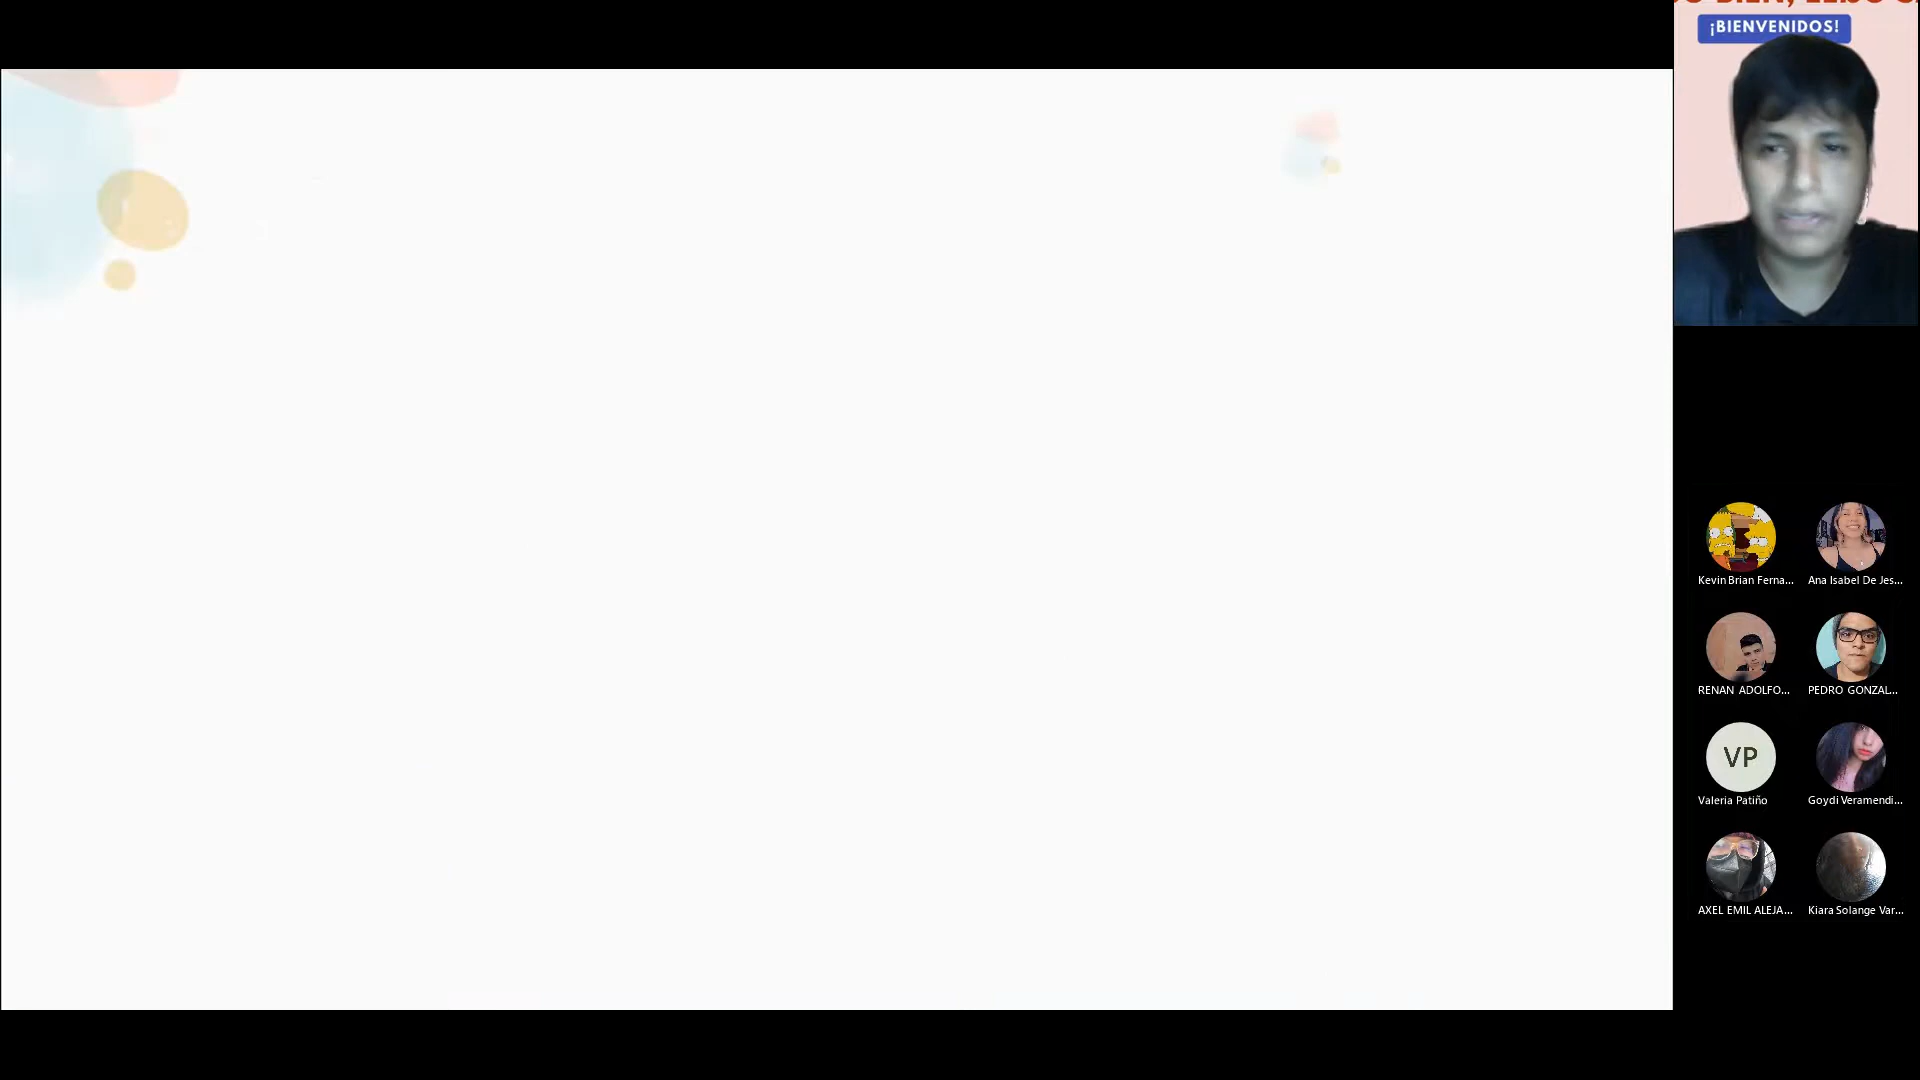 ¡BIENVENIDOS!
Kevin Brian Ferna...
Ana Isabel De Jes...
RENAN ADOLFO...
PEDRO GONZAL...
VP
Valeria Patiño
Goydi Veramendi...
AXEL EMIL ALEJA...
Kiara Solange Var...